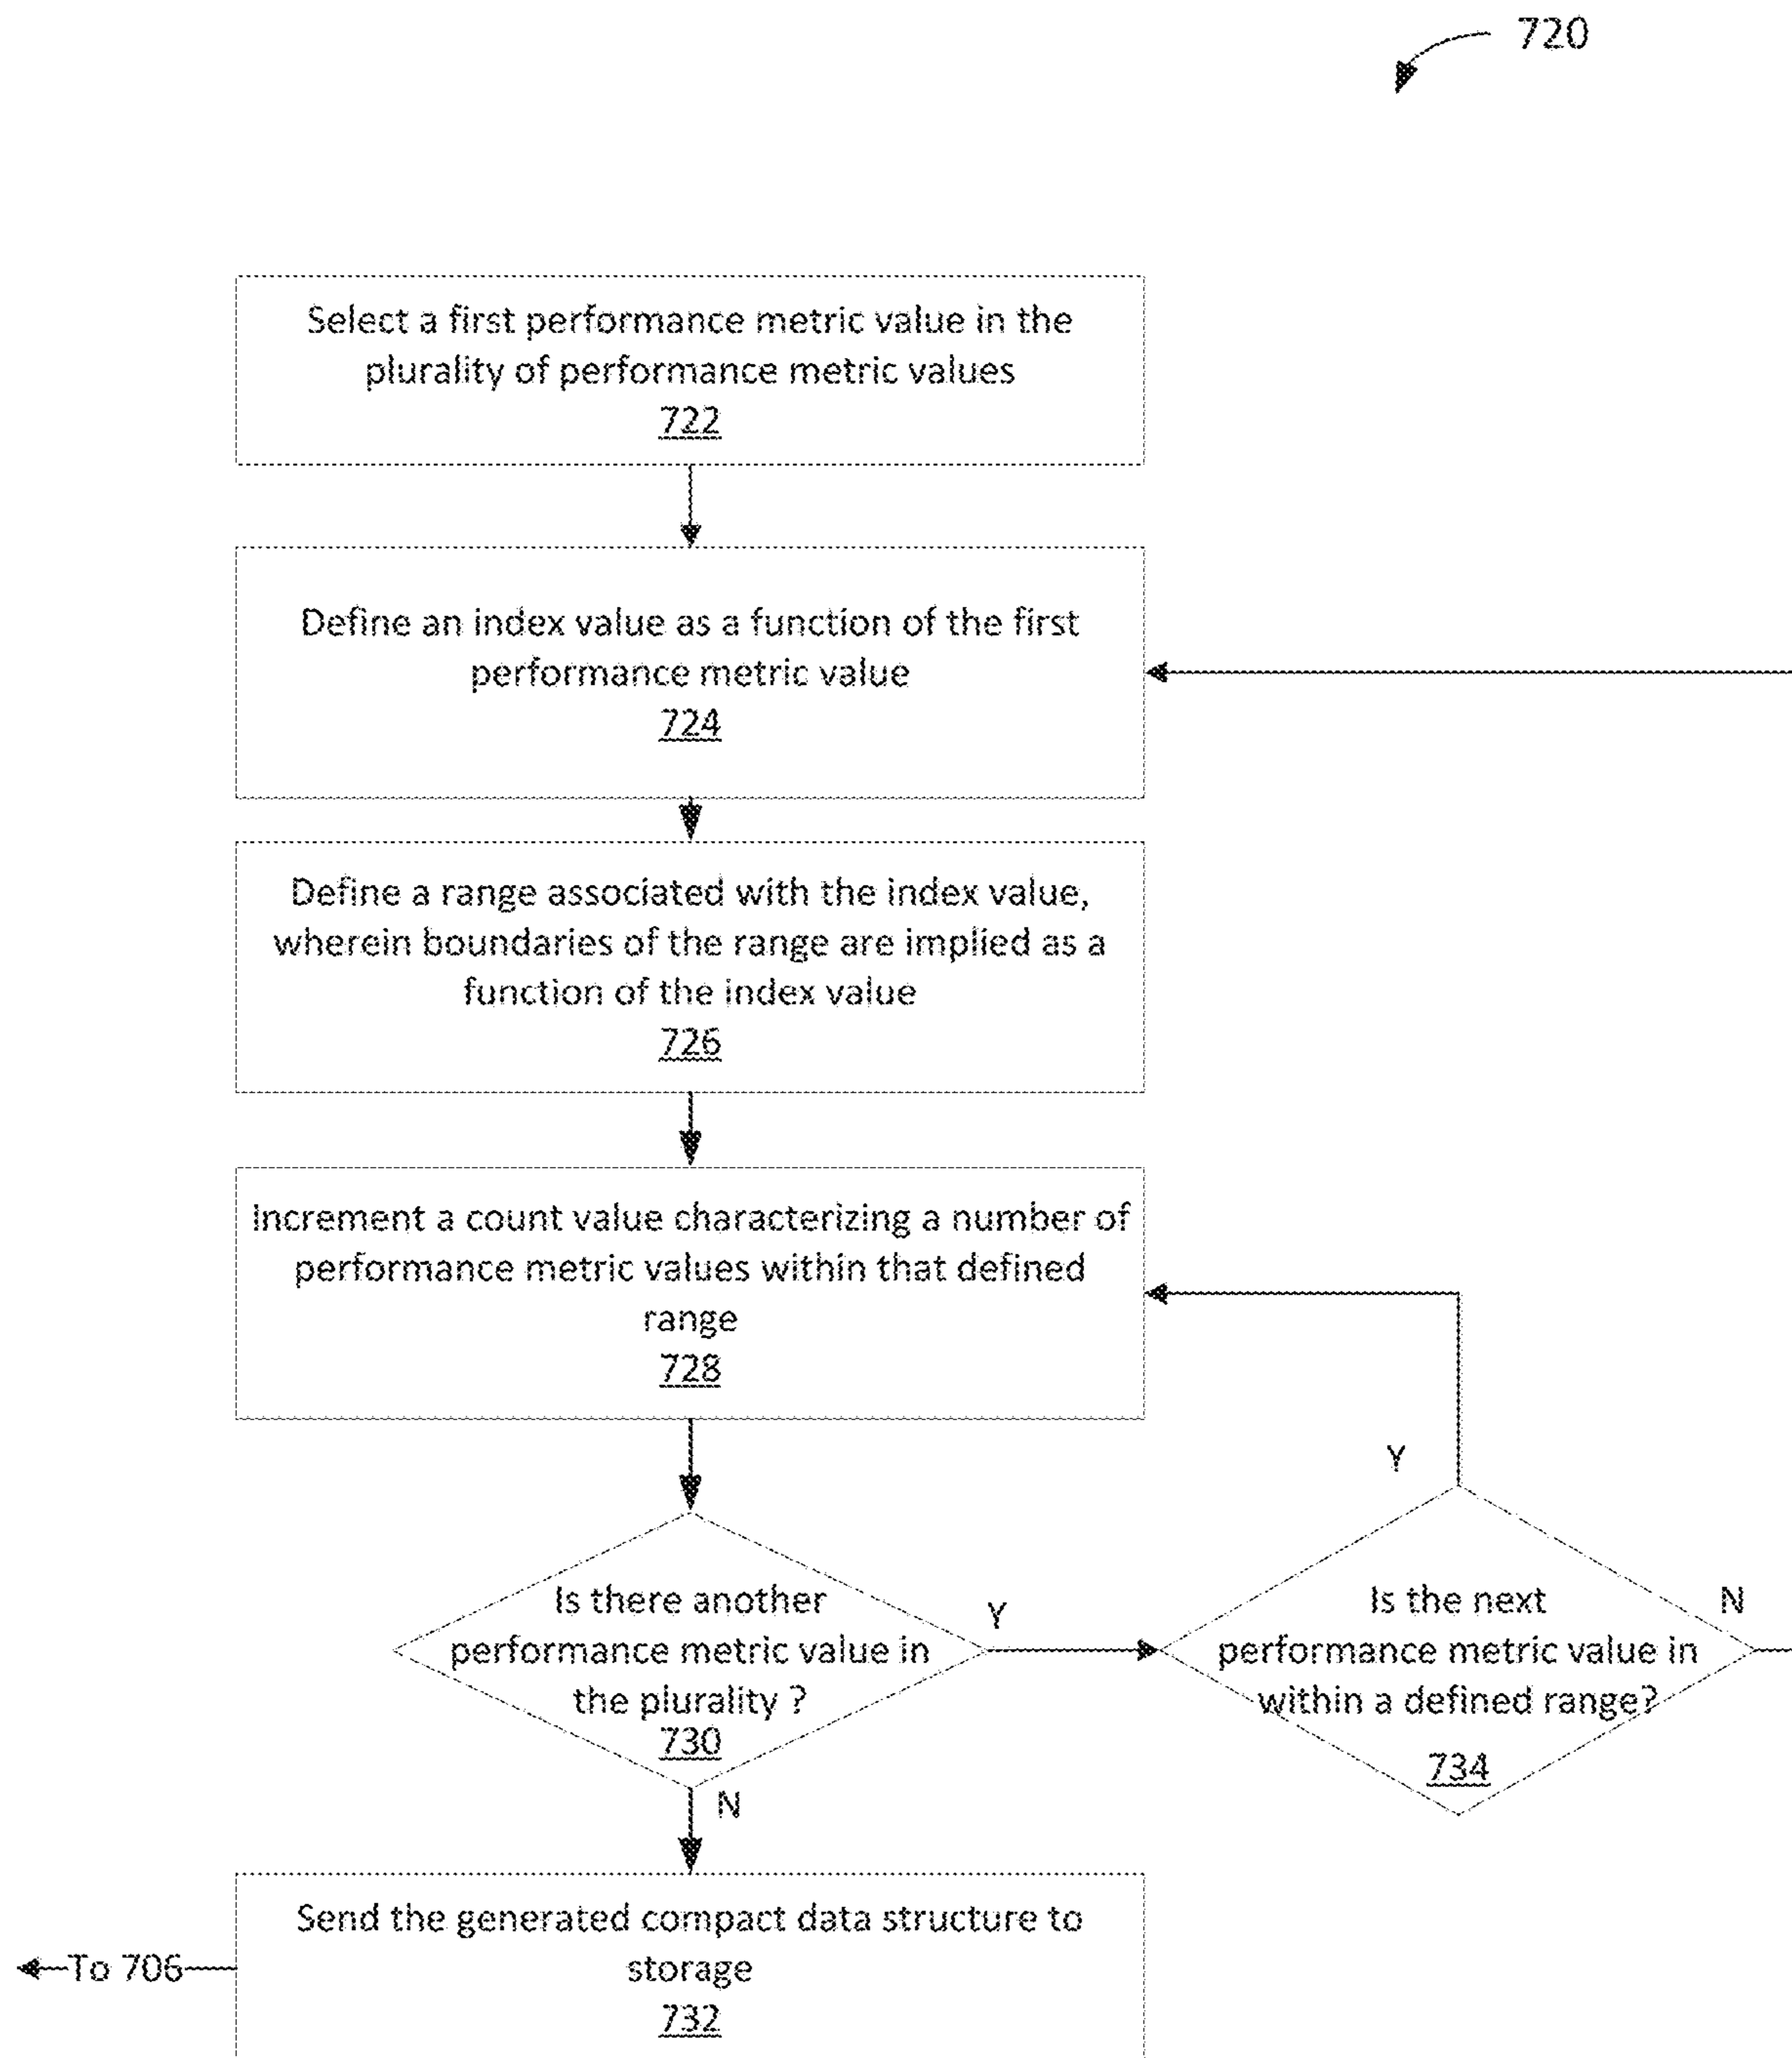 720
Select a first performance metric value in the
plurality of performance metric values
722
Define an index value as a function of the first
performance metric value
724
Define a range associated with the index value,
wherein boundaries of the range are implied as a
function of the index value
726
Increment a count value characterizing a number of
performance metric values within that defined
range
728
Y
Is there another
performance metric value in
the plurality ?
730
Y
N
Is the next
performance metric value in
within a defined range?
734
N
Send the generated compact data structure to
storage
732
To 706